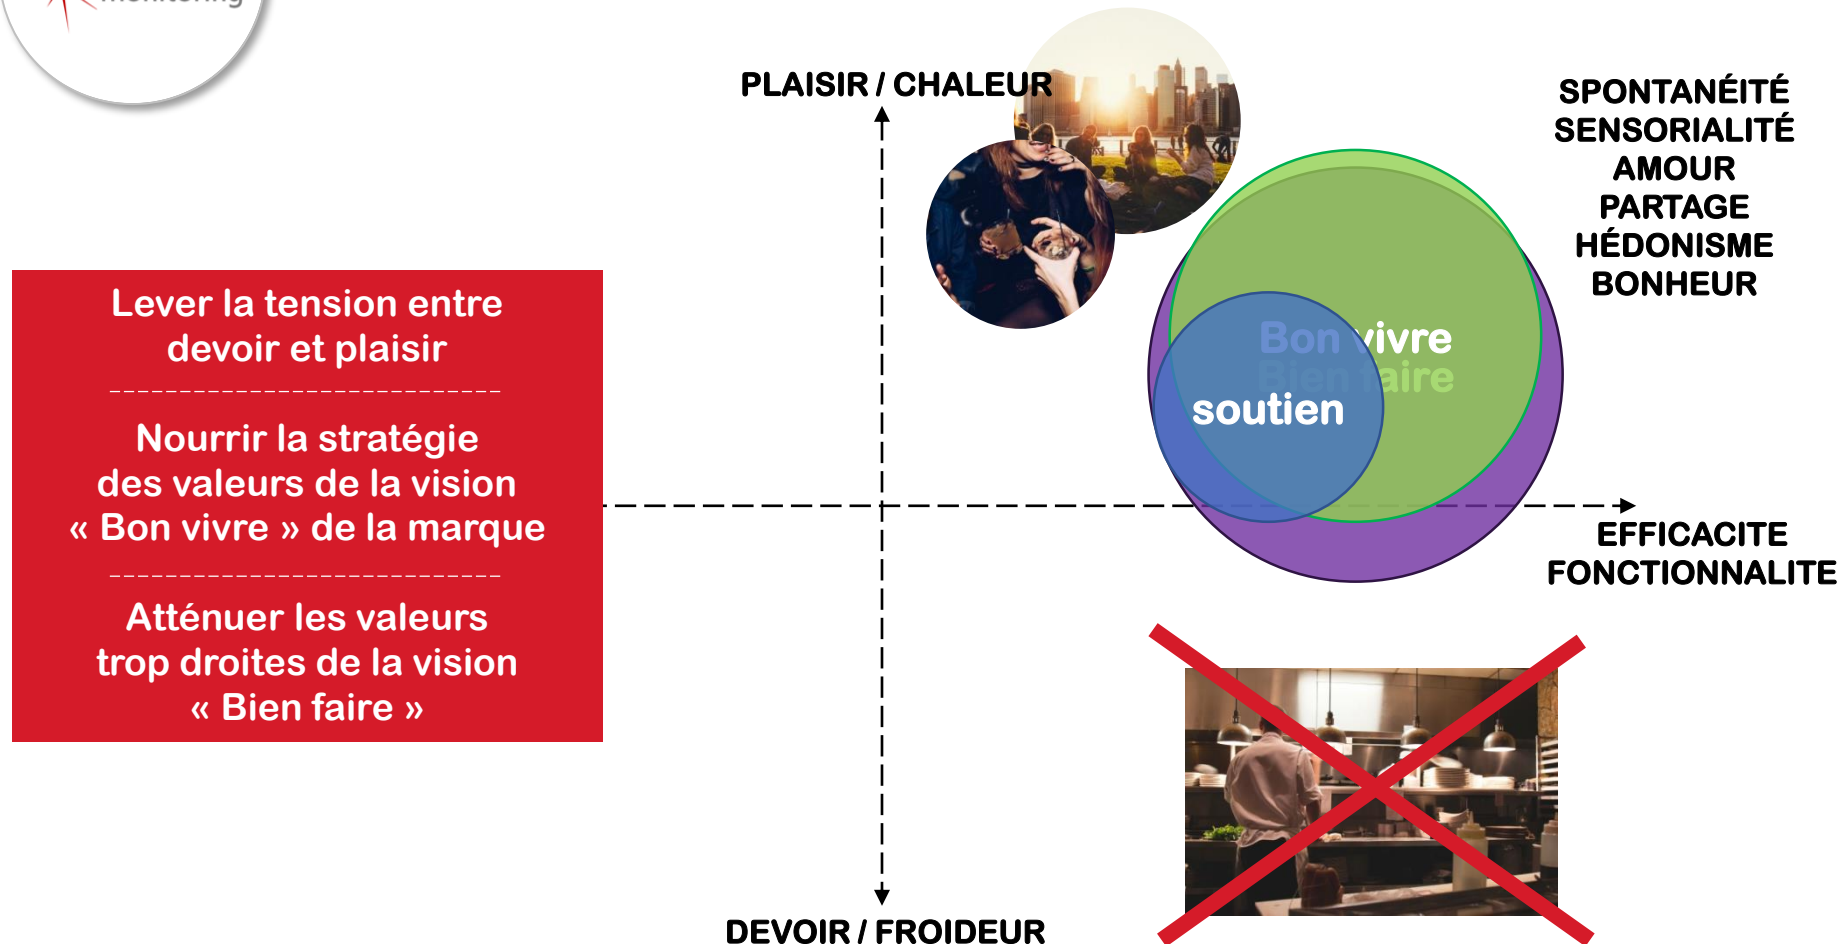 monitoring
PLAISIR / CHALEUR
SPONTANÉITÉ
SENSORIALITÉ
AMOUR
PARTAGE
HÉDONISME
BONHEUR
Lever la tension entre
devoir et plaisir
Nourrir la stratégie
des valeurs de la vision
« Bon vivre » de la marque
Atténuer les valeurs
trop droites de la vision
« Bien faire »
Bon vivre
Bien faire
soutien
EFFICACITE
FONCTIONNALITE
DEVOIR / FROIDEUR